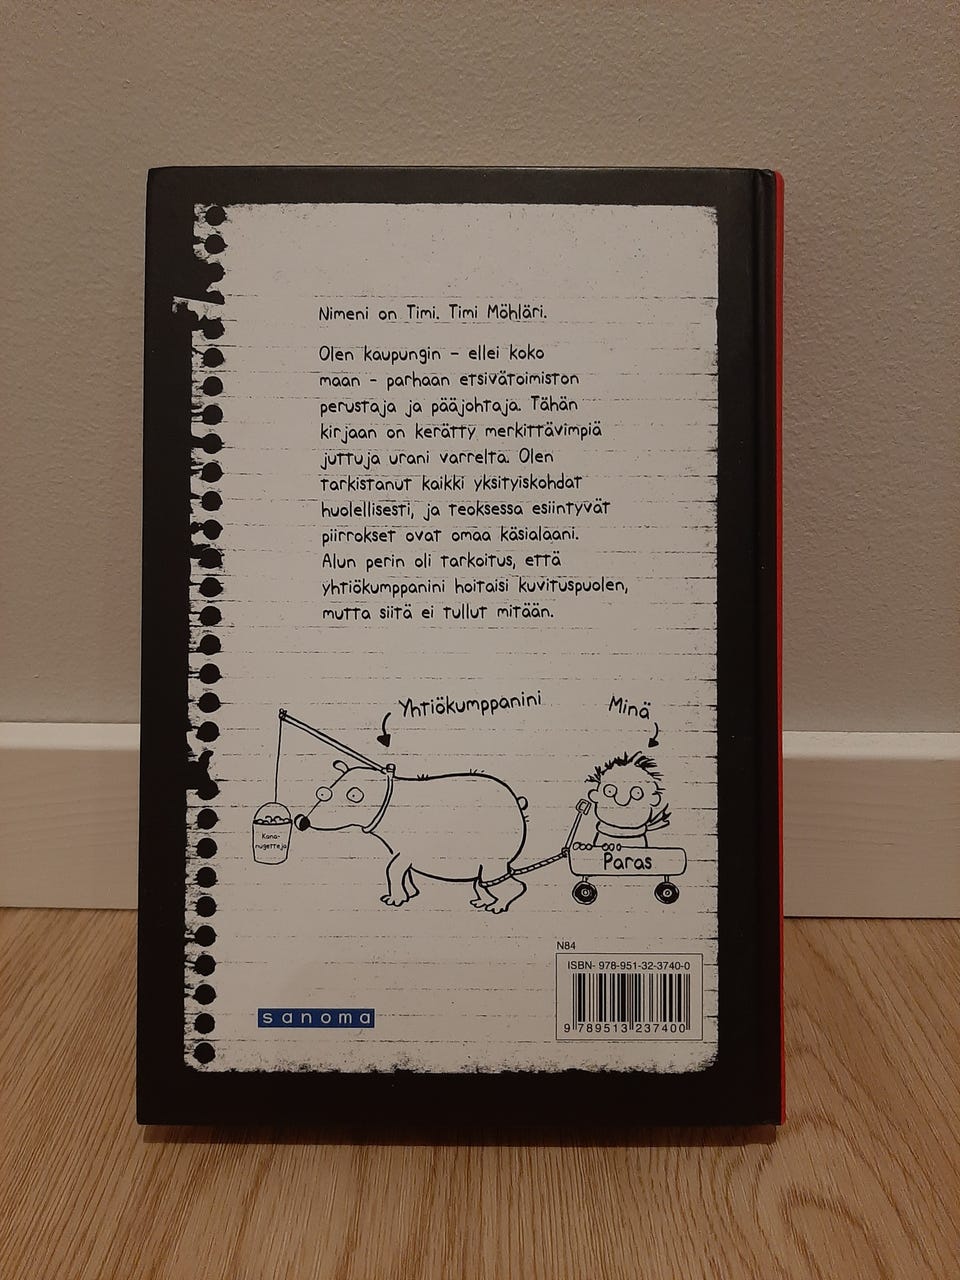 Nimeni on Timi. Timi Möhläri.
Olen kaupungin – ellei koko
maan – parhaan etsivätoimiston
perustaja ja pääjohtaja. Tähän
kirjaan on kerätty merkittävimpiä
juttuja urani varrelta. Olen
tarkistanut kaikki yksityiskohdat
huolellisesti, ja teoksessa esiintyvät
piirrokset ovat omaa käsialaani.
Alun perin oli tarkoitus, että
yhtiökumppanini hoitaisi kuvituspuolen,
mutta siitä ei tullut mitään.
Yhtiökumppanini
Minä
Kana-
nugetteja
Paras
N84
ISBN- 978-951-32-3740-0
9 789513 237400
sanoma